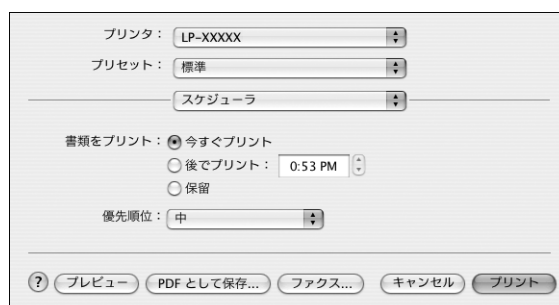 プリンタ： LP-XXXXX
プリセット： 標準
スケジューラ
書類をプリント： 今すぐプリント
後でプリント： 0:53 PM
保留
優先順位： 中
? プレビュー PDF として保存... ファクス... キャンセル プリント